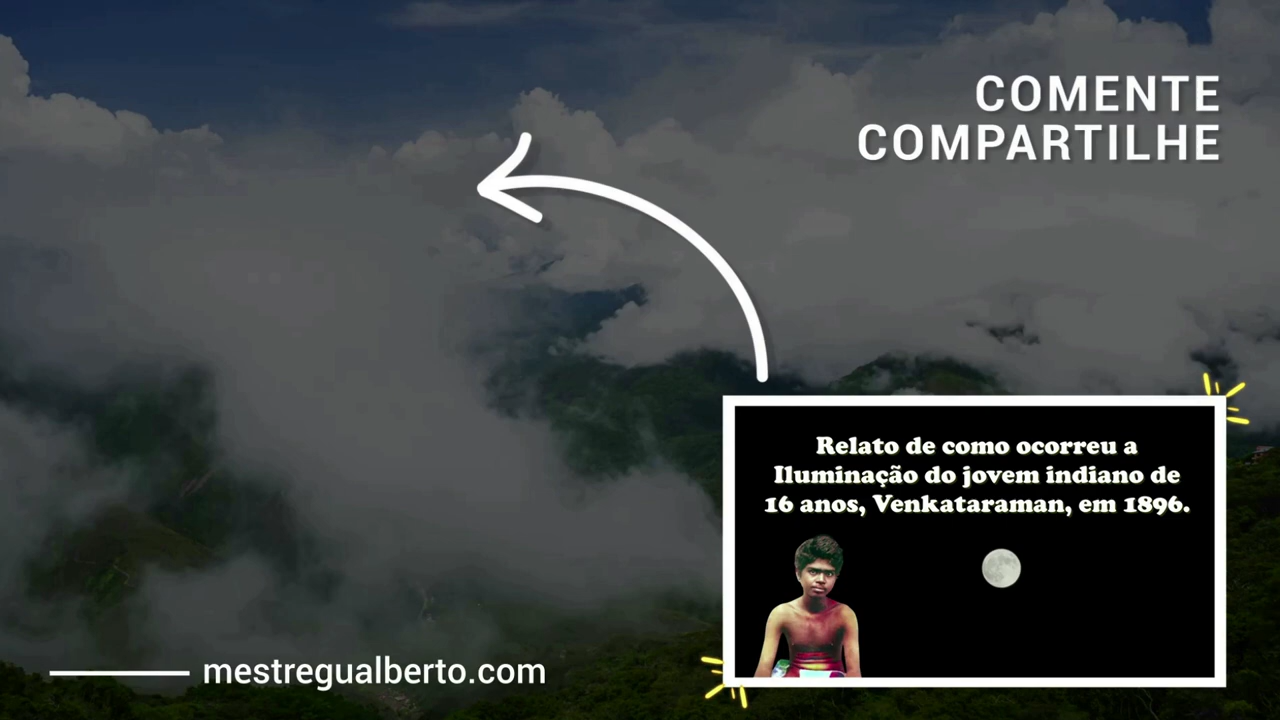 COMENTE
COMPARTILHE
Relato de como ocorreu a
Iluminação do jovem indiano de
16 anos, Venkataraman, em 1896.
mestregualberto.com